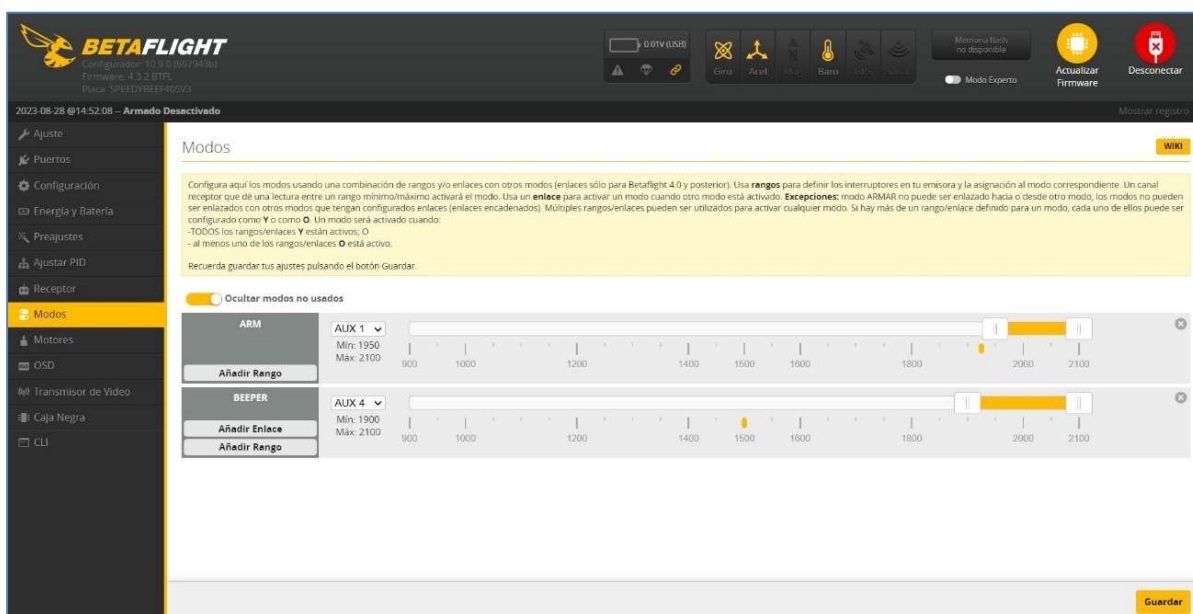 BETAFLIGHT
Configurador: 10.9.0 (b97943b)
Firmware: 4.3.2 BTFL
Placa: SPEEDYBEEF405V3
0.01V (USB)
Giro Acel Mag Baro GPS Sonar
Memoria flash
no disponible
Modo Experto
Actualizar
Firmware
Desconectar
2023-08-28 @14:52:08 -- Armado Desactivado
Mostrar registro
Ajuste
Puertos
Configuración
Energía y Batería
Preajustes
Ajustar PID
Receptor
Modos
Motores
OSD
Transmisor de Video
Caja Negra
CLI
Modos
WIKI
Configura aquí los modos usando una combinación de rangos y/o enlaces con otros modos (enlaces sólo para Betaflight 4.0 y posterior). Usa rangos para definir los interruptores en tu emisora y la asignación al modo correspondiente. Un canal
receptor que dé una lectura entre un rango mínimo/máximo activará el modo. Usa un enlace para activar un modo cuando otro modo está activado. Excepciones: modo ARMAR no puede ser enlazado hacia o desde otro modo, los modos no pueden
ser enlazados con otros modos que tengan configurados enlaces (enlaces encadenados). Múltiples rangos/enlaces pueden ser utilizados para activar cualquier modo. Si hay más de un rango/enlace definido para un modo, cada uno de ellos puede ser
configurado como Y o como O. Un modo será activado cuando:
-TODOS los rangos/enlaces Y están activos; O
- al menos uno de los rangos/enlaces O está activo.
Recuerda guardar tus ajustes pulsando el botón Guardar.
Ocultar modos no usados
ARM
Añadir Rango
AUX 1
Mín: 1950
Máx: 2100
900 1000 1200 1400 1500 1600 1800 2000 2100
BEEPER
Añadir Enlace
Añadir Rango
AUX 4
Mín: 1900
Máx: 2100
900 1000 1200 1400 1500 1600 1800 2000 2100
Guardar